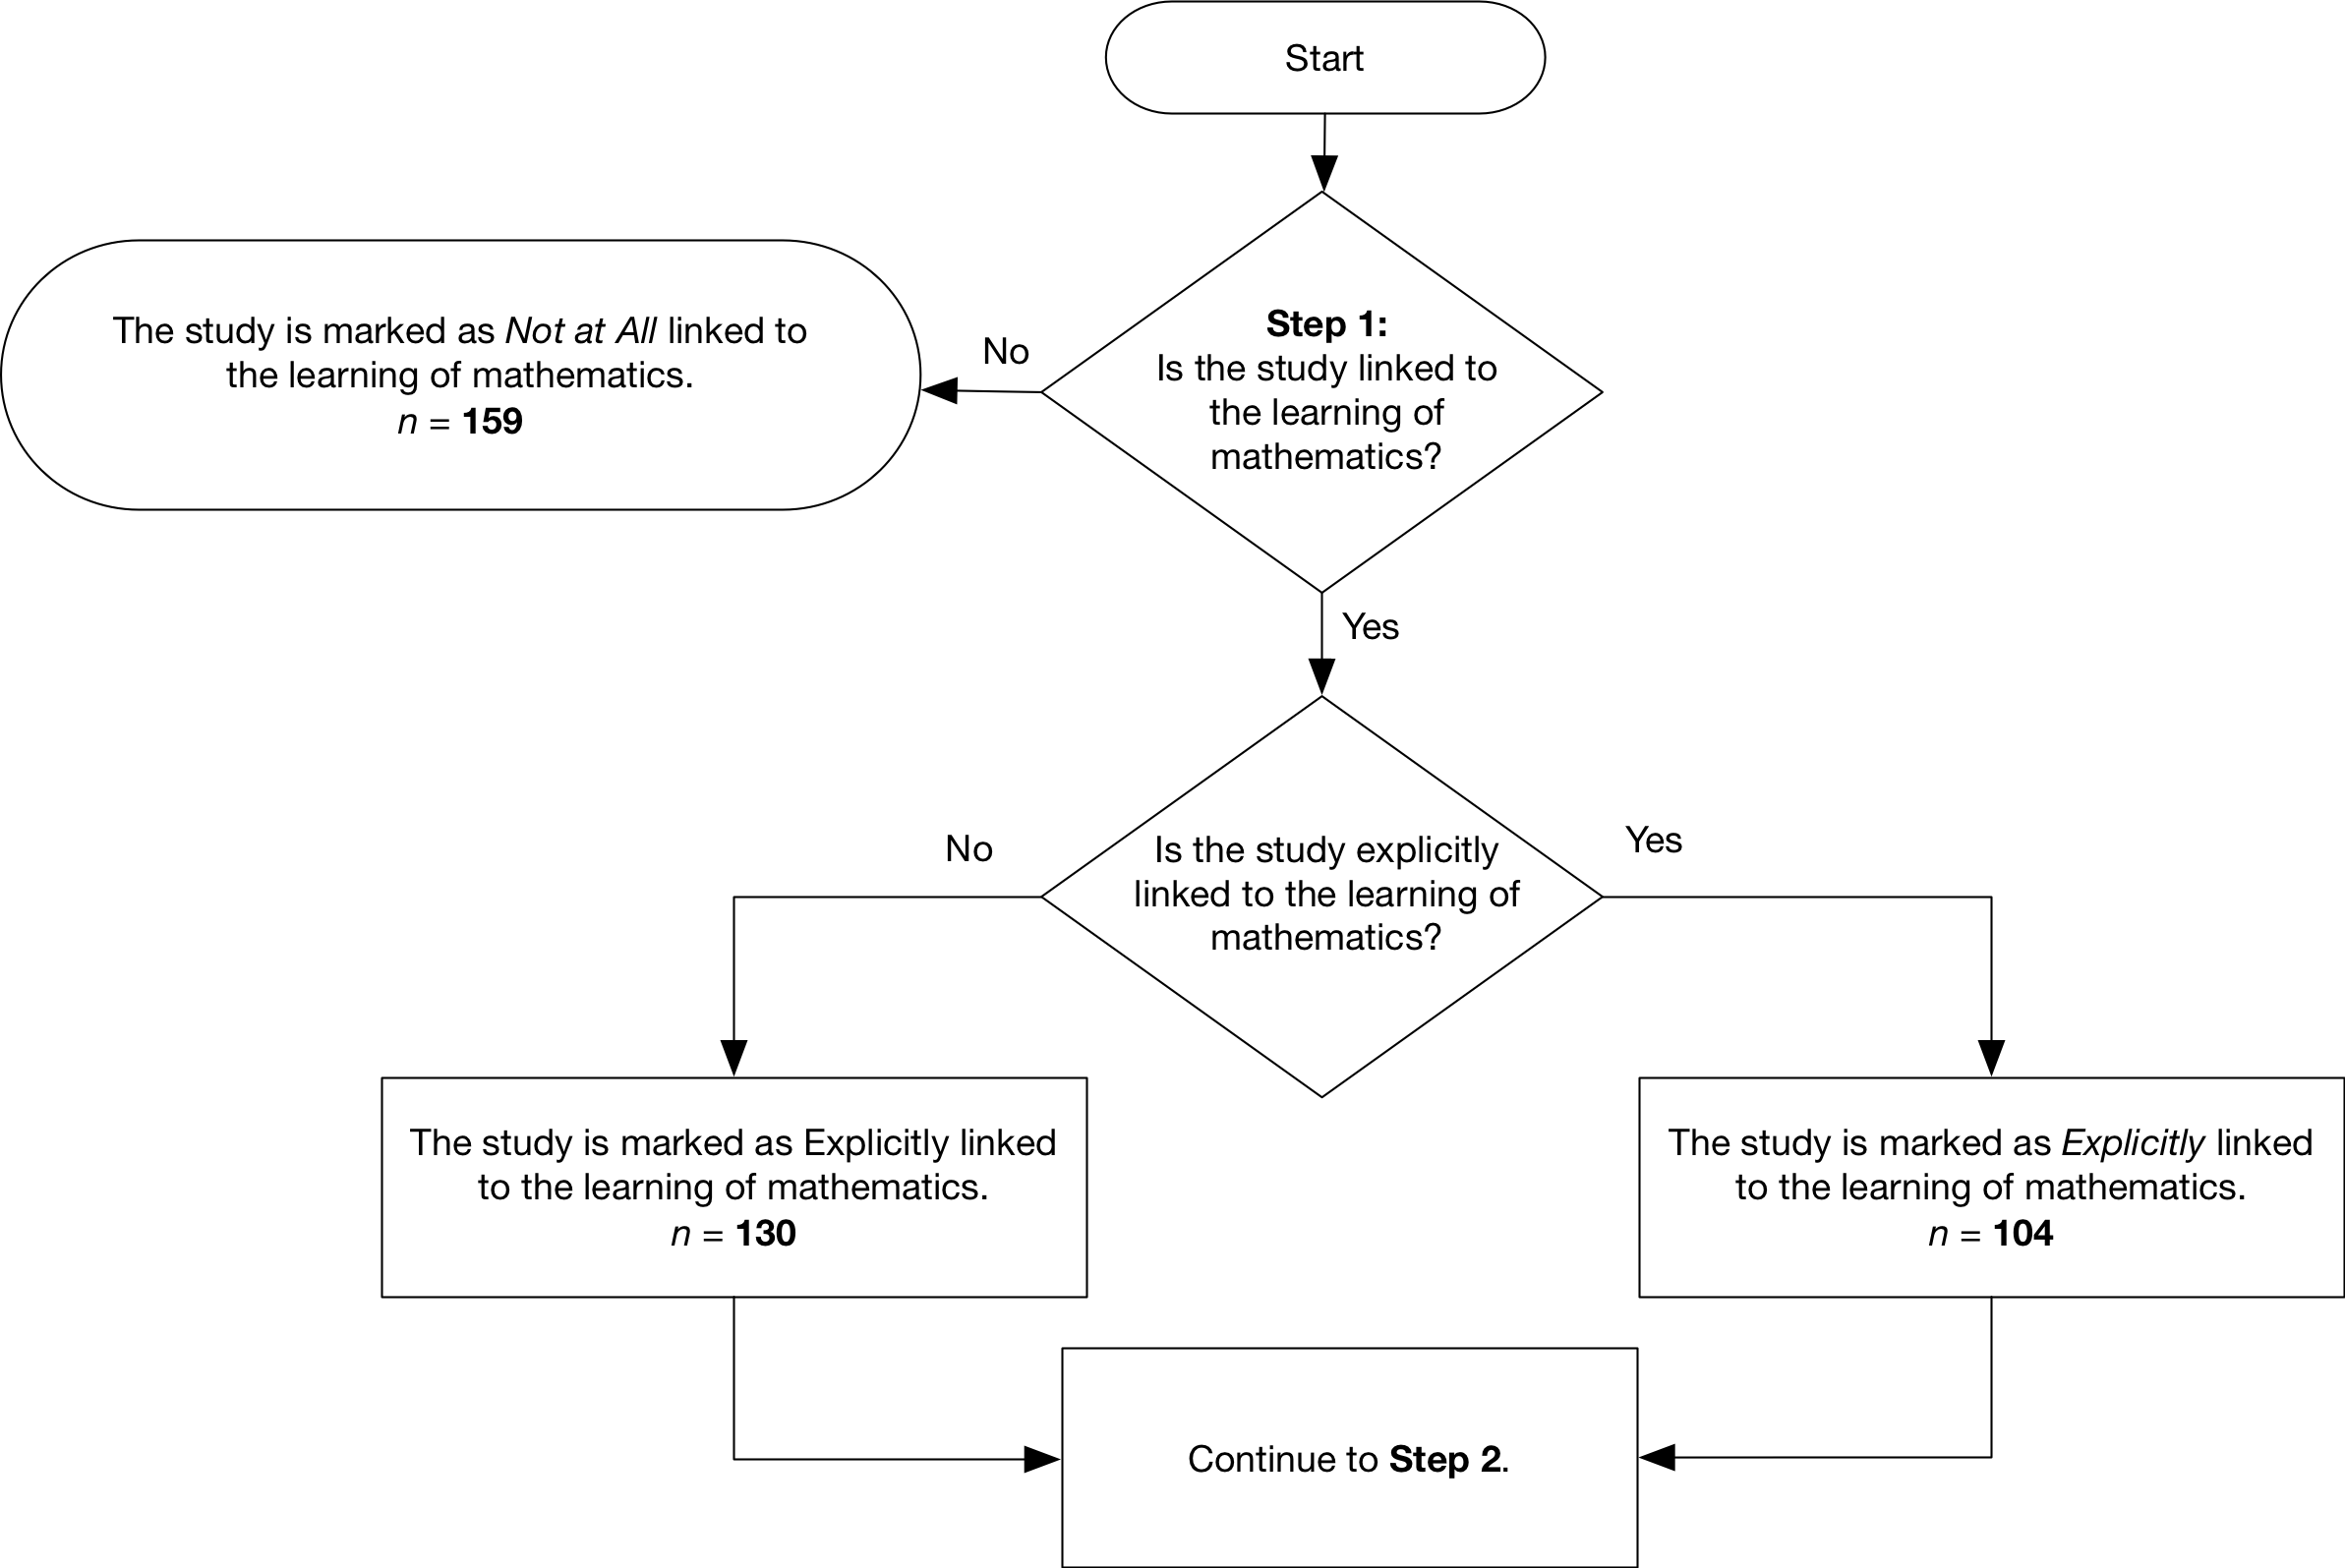 Start
Step 1:
Is the study linked to
the learning of
mathematics?
No
The study is marked as Not at All linked to
the learning of mathematics.
n = 159
Yes
Is the study explicitly
linked to the learning of
mathematics?
No
Yes
The study is marked as Explicitly linked
to the learning of mathematics.
n = 130
The study is marked as Explicitly linked
to the learning of mathematics.
n = 104
Continue to Step 2.